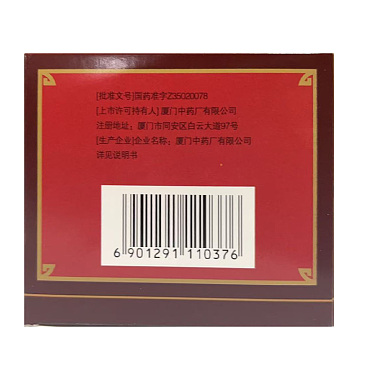 [批准文号]国药准字Z35020078
[上市许可持有人]厦门中药厂有限公司
注册地址：厦门市同安区白云大道97号
[生产企业]企业名称：厦门中药厂有限公司
详见说明书
6 901291 110376